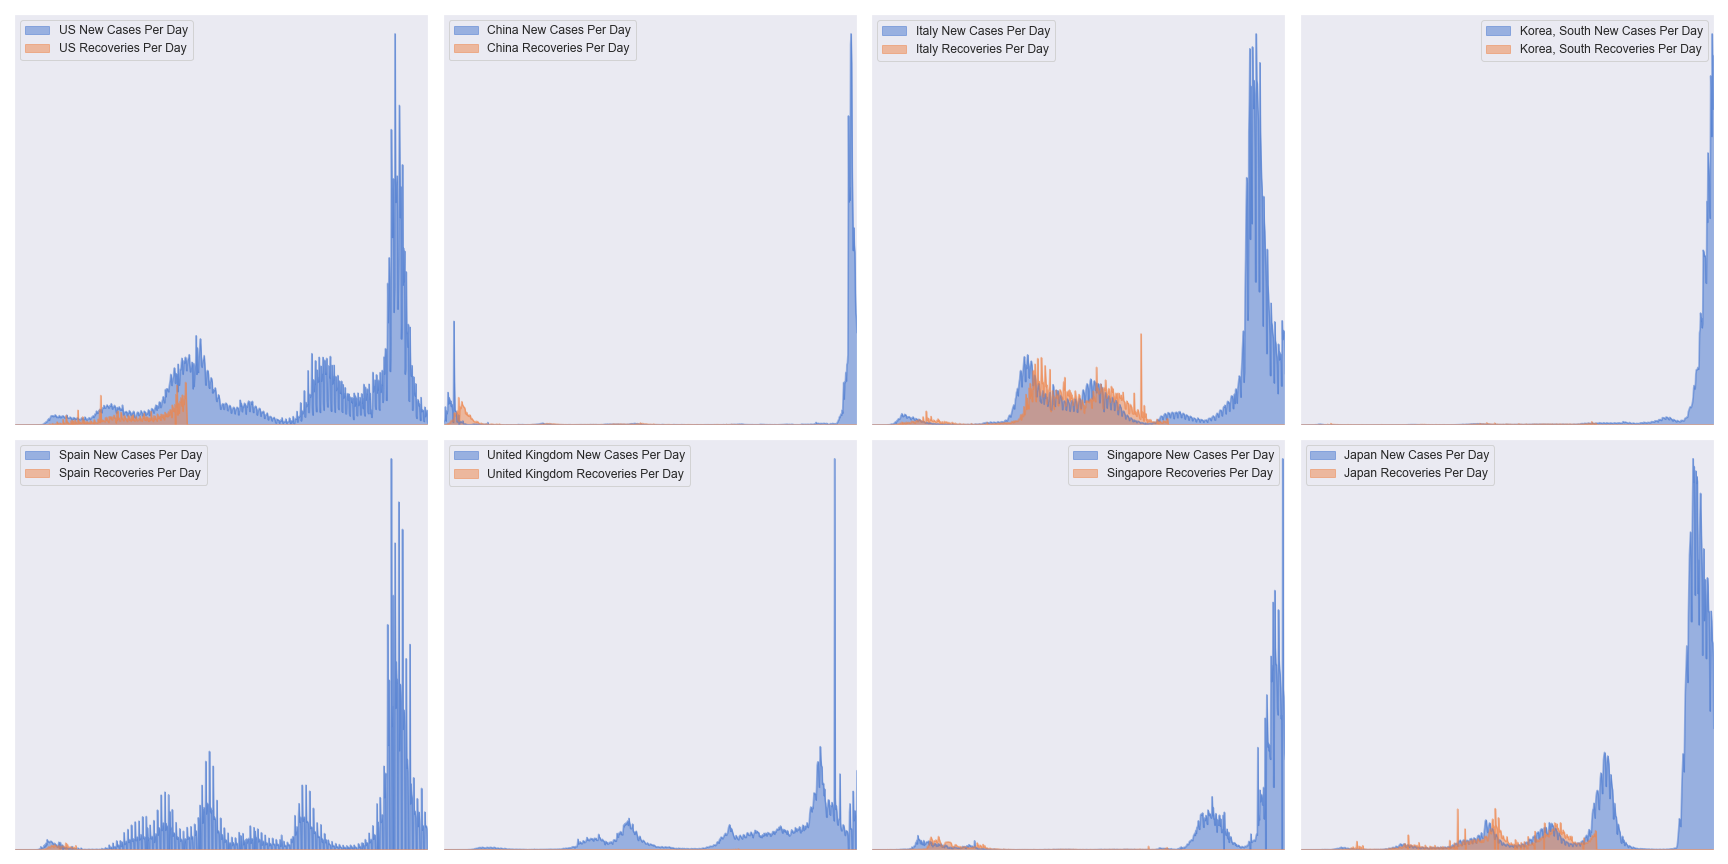 US New Cases Per Day
US Recoveries Per Day
China New Cases Per Day
China Recoveries Per Day
Italy New Cases Per Day
Italy Recoveries Per Day
Korea, South New Cases Per Day
Korea, South Recoveries Per Day
Spain New Cases Per Day
Spain Recoveries Per Day
United Kingdom New Cases Per Day
United Kingdom Recoveries Per Day
Singapore New Cases Per Day
Singapore Recoveries Per Day
Japan New Cases Per Day
Japan Recoveries Per Day